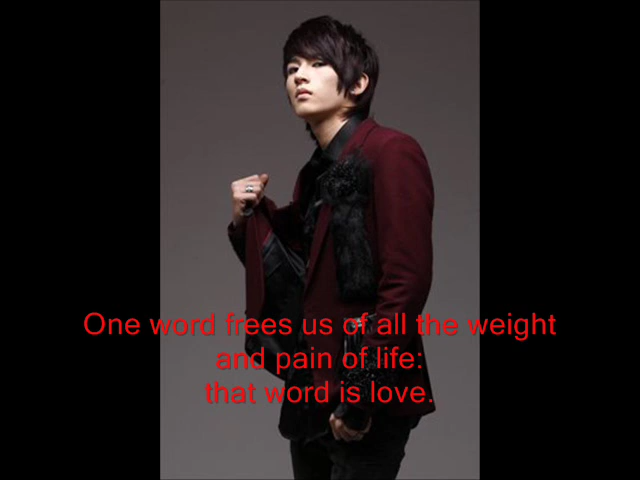 One word frees us of all the weight
and pain of life:
that word is love.